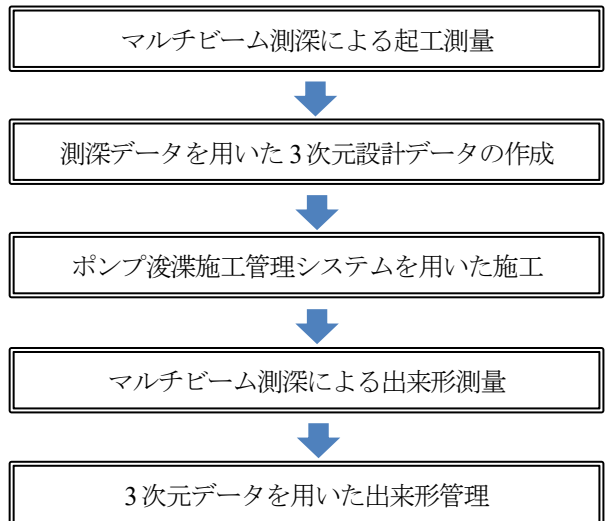 マルチビーム測深による起工測量
測深データを用いた3次元設計データの作成
ポンプ浚渫施工管理システムを用いた施工
マルチビーム測深による出来形測量
3次元データを用いた出来形管理